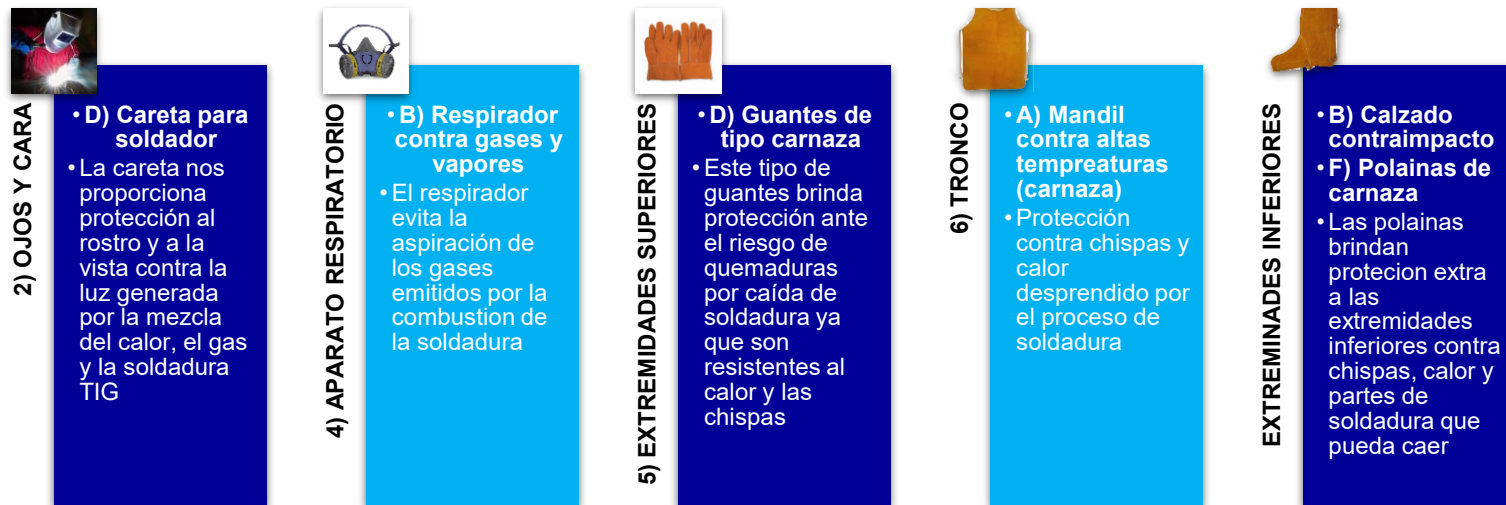 2) OJOS Y CARA
• D) Careta para
soldador
• La careta nos
proporciona
protección al
rostro y a la
vista contra la
luz generada
por la mezcla
del calor, el gas
y la soldadura
TIG
4) APARATO RESPIRATORIO
• B) Respirador
contra gases y
vapores
• El respirador
evita la
aspiración de
los gases
emitidos por la
combustion de
la soldadura
5) EXTREMIDADES SUPERIORES
• D) Guantes de
tipo carnaza
• Este tipo de
guantes brinda
protección ante
el riesgo de
quemaduras
por caída de
soldadura ya
que son
resistentes al
calor y las
chispas
6) TRONCO
• A) Mandil
contra altas
tempreaturas
(carnaza)
• Protección
contra chispas y
calor
desprendido por
el proceso de
soldadura
EXTREMINADES INFERIORES
• B) Calzado
contraimpacto
• F) Polainas de
carnaza
• Las polainas
brindan
protecion extra
a las
extremidades
inferiores contra
chispas, calor y
partes de
soldadura que
pueda caer